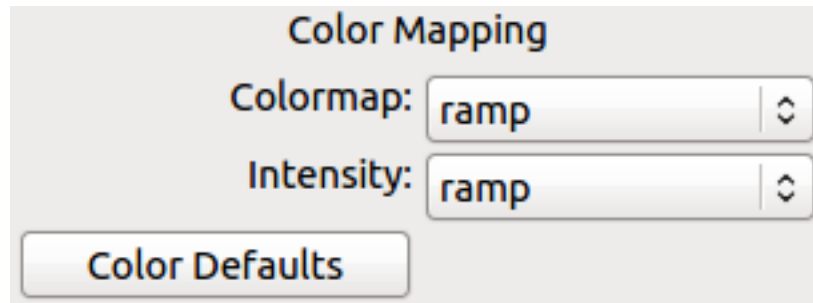 Color Mapping
Colormap: ramp
Intensity: ramp
Color Defaults